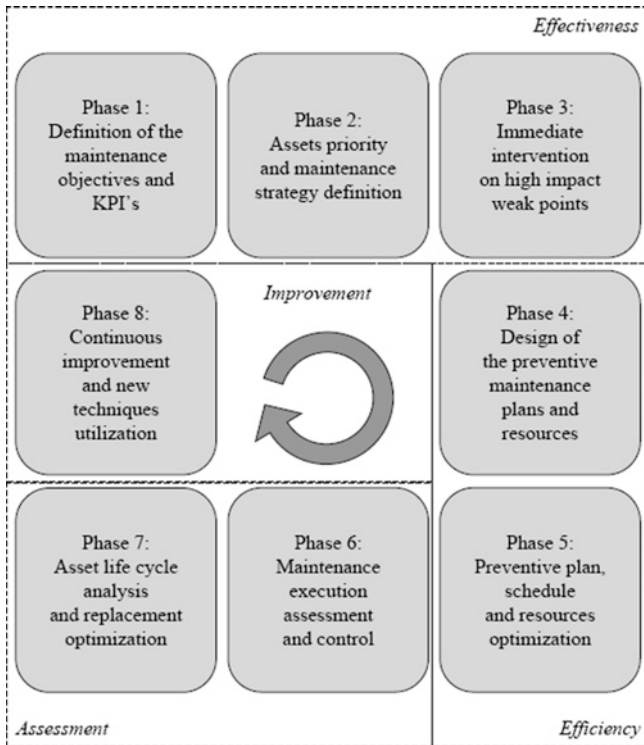 Effectiveness
Phase 1:
Definition of the
maintenance
objectives and
KPI's
Phase 2:
Assets priority
and maintenance
strategy definition
Phase 3:
Immediate
intervention
on high impact
weak points
Phase 8:
Continuous
improvement
and new
techniques
utilization
Improvement
Phase 4:
Design of
the preventive
maintenance
plans and
resources
Phase 7:
Asset life cycle
analysis
and replacement
optimization
Phase 6:
Maintenance
execution
assessment
and control
Phase 5:
Preventive plan,
schedule
and resources
optimization
Assessment
Efficiency